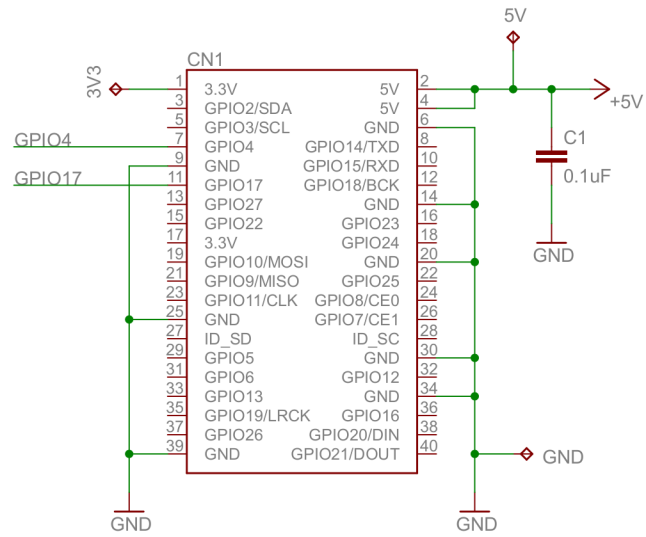 5V
CN1
3V3
1 3.3V 5V 2
+5V
3 GPIO2/SDA 5V 4
5 GPIO3/SCL GND 6
C1
GPIO4 7 GPIO4 GPIO14/TXD 8
9 GND GPIO15/RXD 10
0.1uF
GPIO17 11 GPIO17 GPIO18/BCK 12
13 GPIO27 GND 14
15 GPIO22 GPIO23 16
17 3.3V GPIO24 18
GND
19 GPIO10/MOSI GND 20
21 GPIO9/MISO GPIO25 22
23 GPIO11/CLK GPIO8/CE0 24
25 GND GPIO7/CE1 26
27 ID_SD ID_SC 28
29 GPIO5 GND 30
31 GPIO6 GPIO12 32
33 GPIO13 GND 34
35 GPIO19/LRCK GPIO16 36
37 GPIO26 GPIO20/DIN 38
39 GND GPIO21/DOUT 40
GND
GND GND